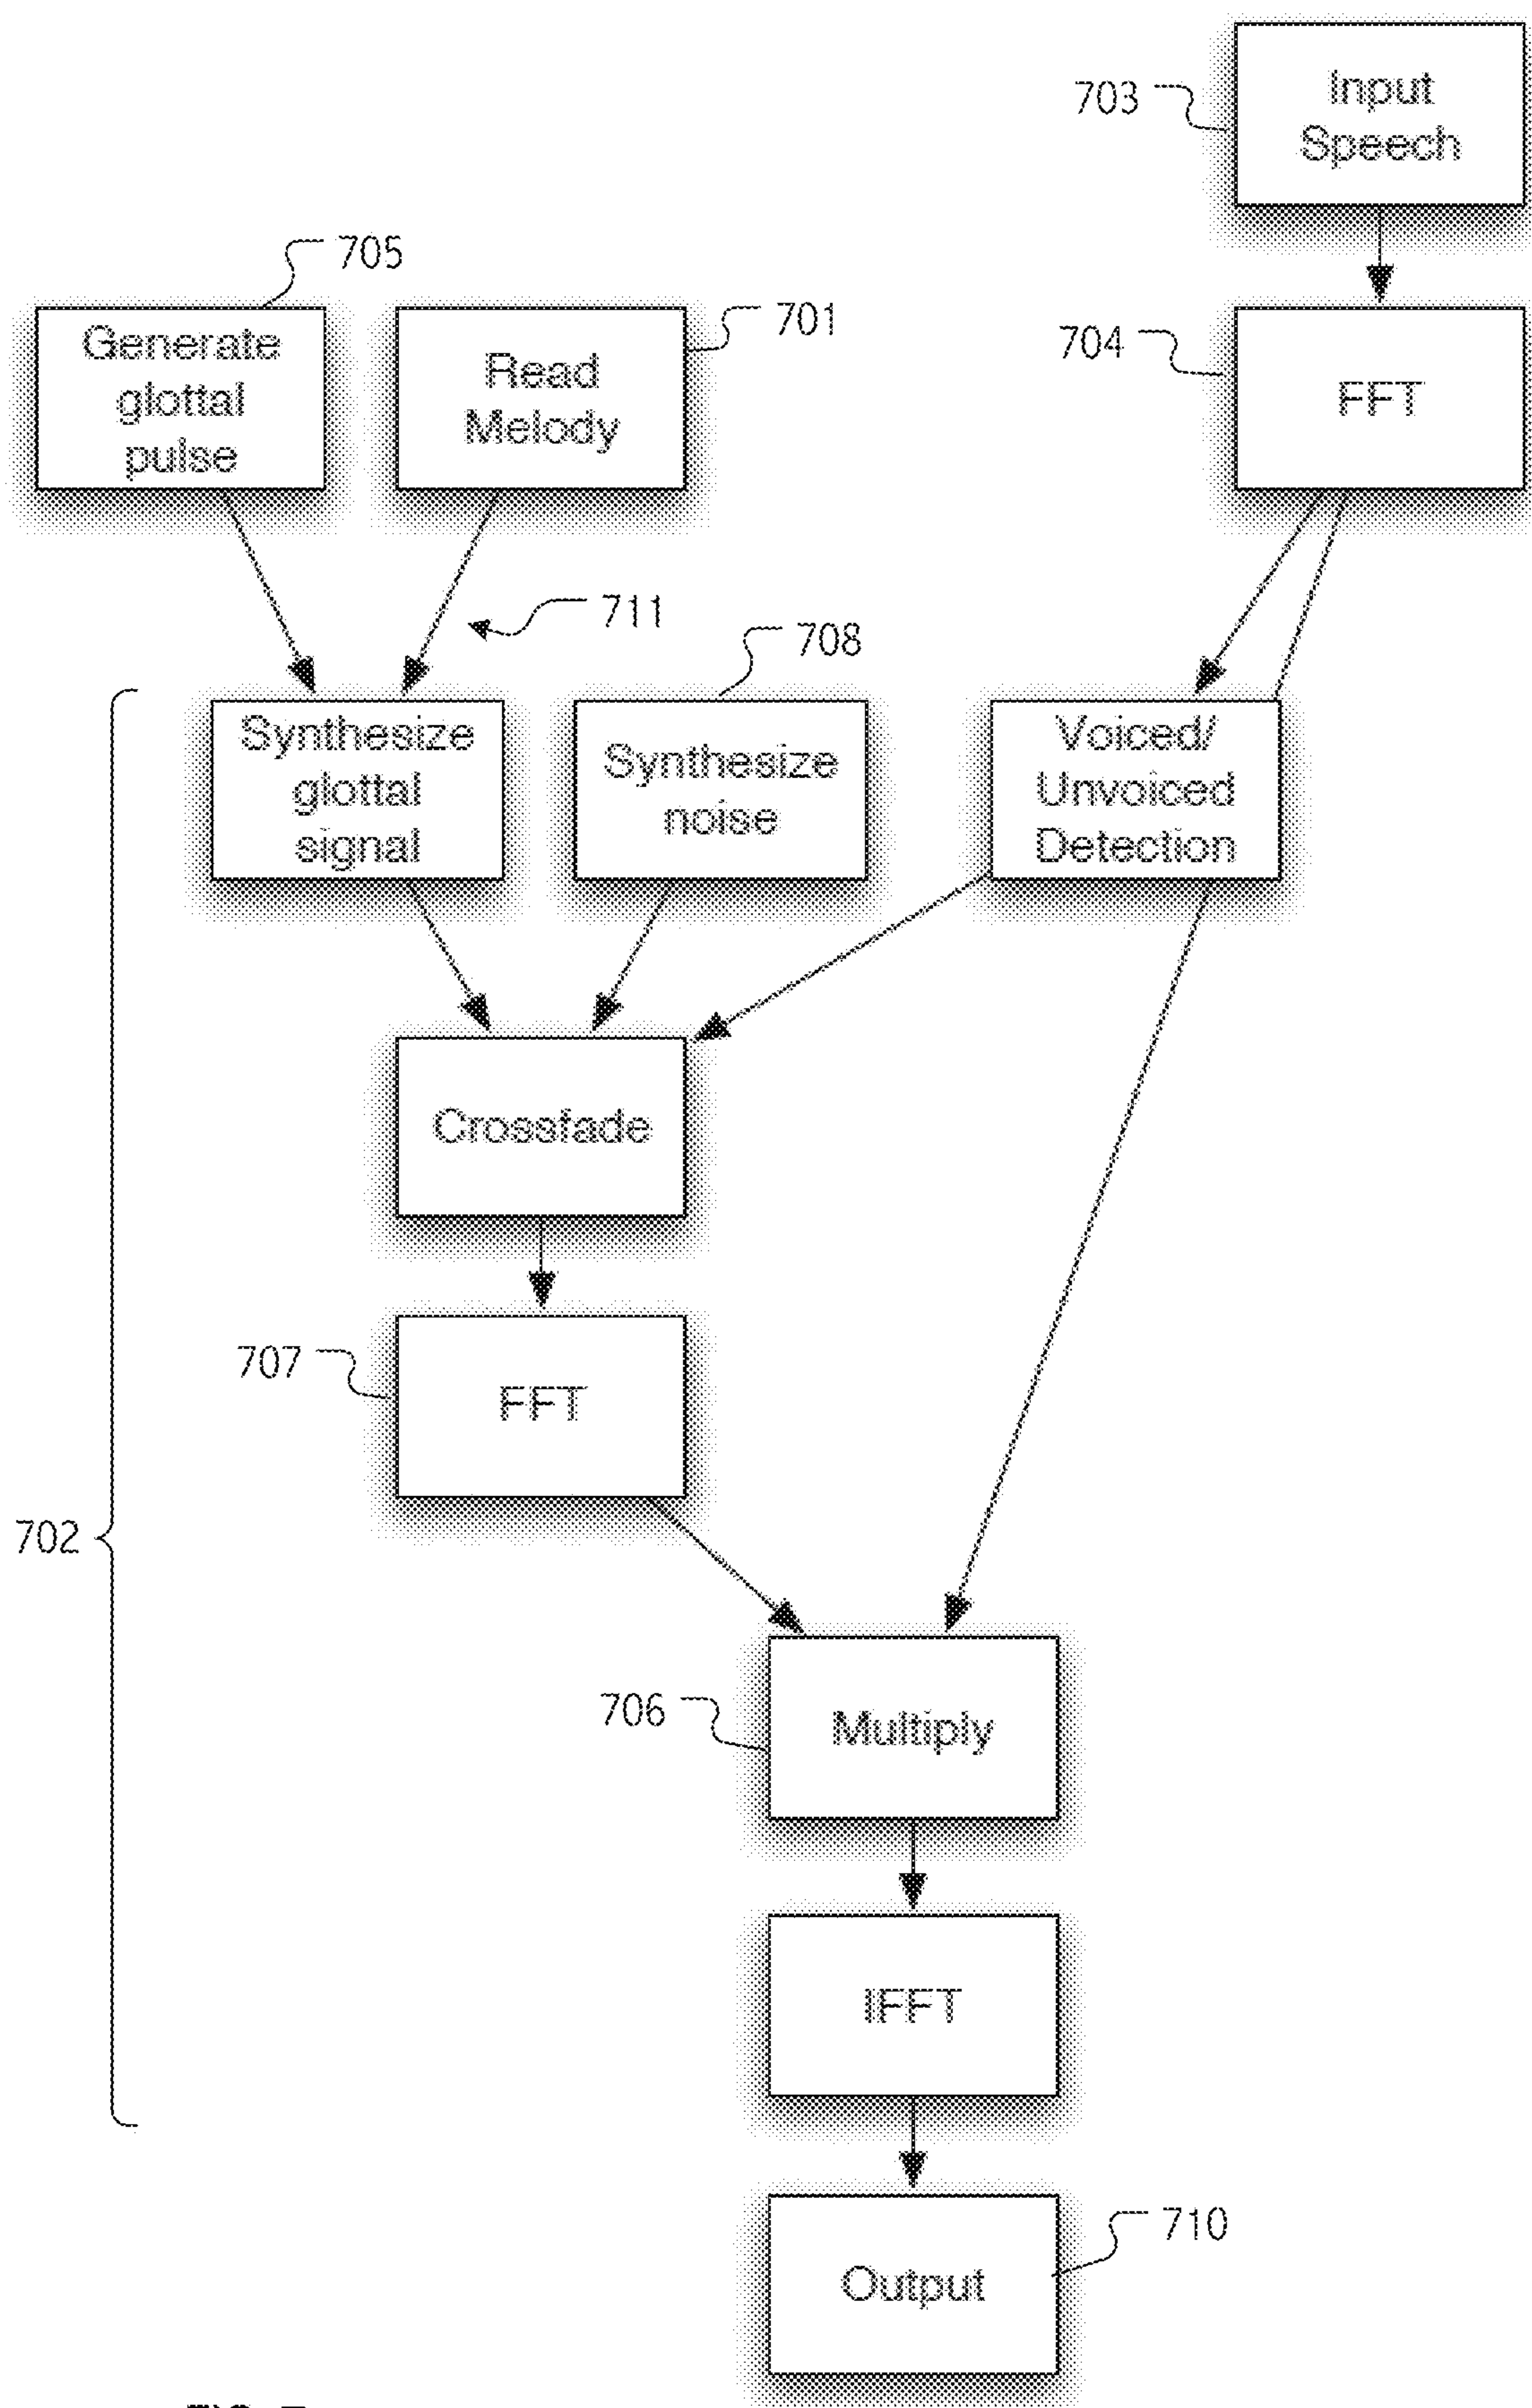 703
Input
Speech
705
701
704
Generate
glottal
pulse
Read
Melody
FFT
711
708
Synthesize
glottal
signal
Synthesize
noise
Voiced/
Unvoiced
Detection
Crossfade
707
FFT
702
706
Multiply
IFFT
Output
710